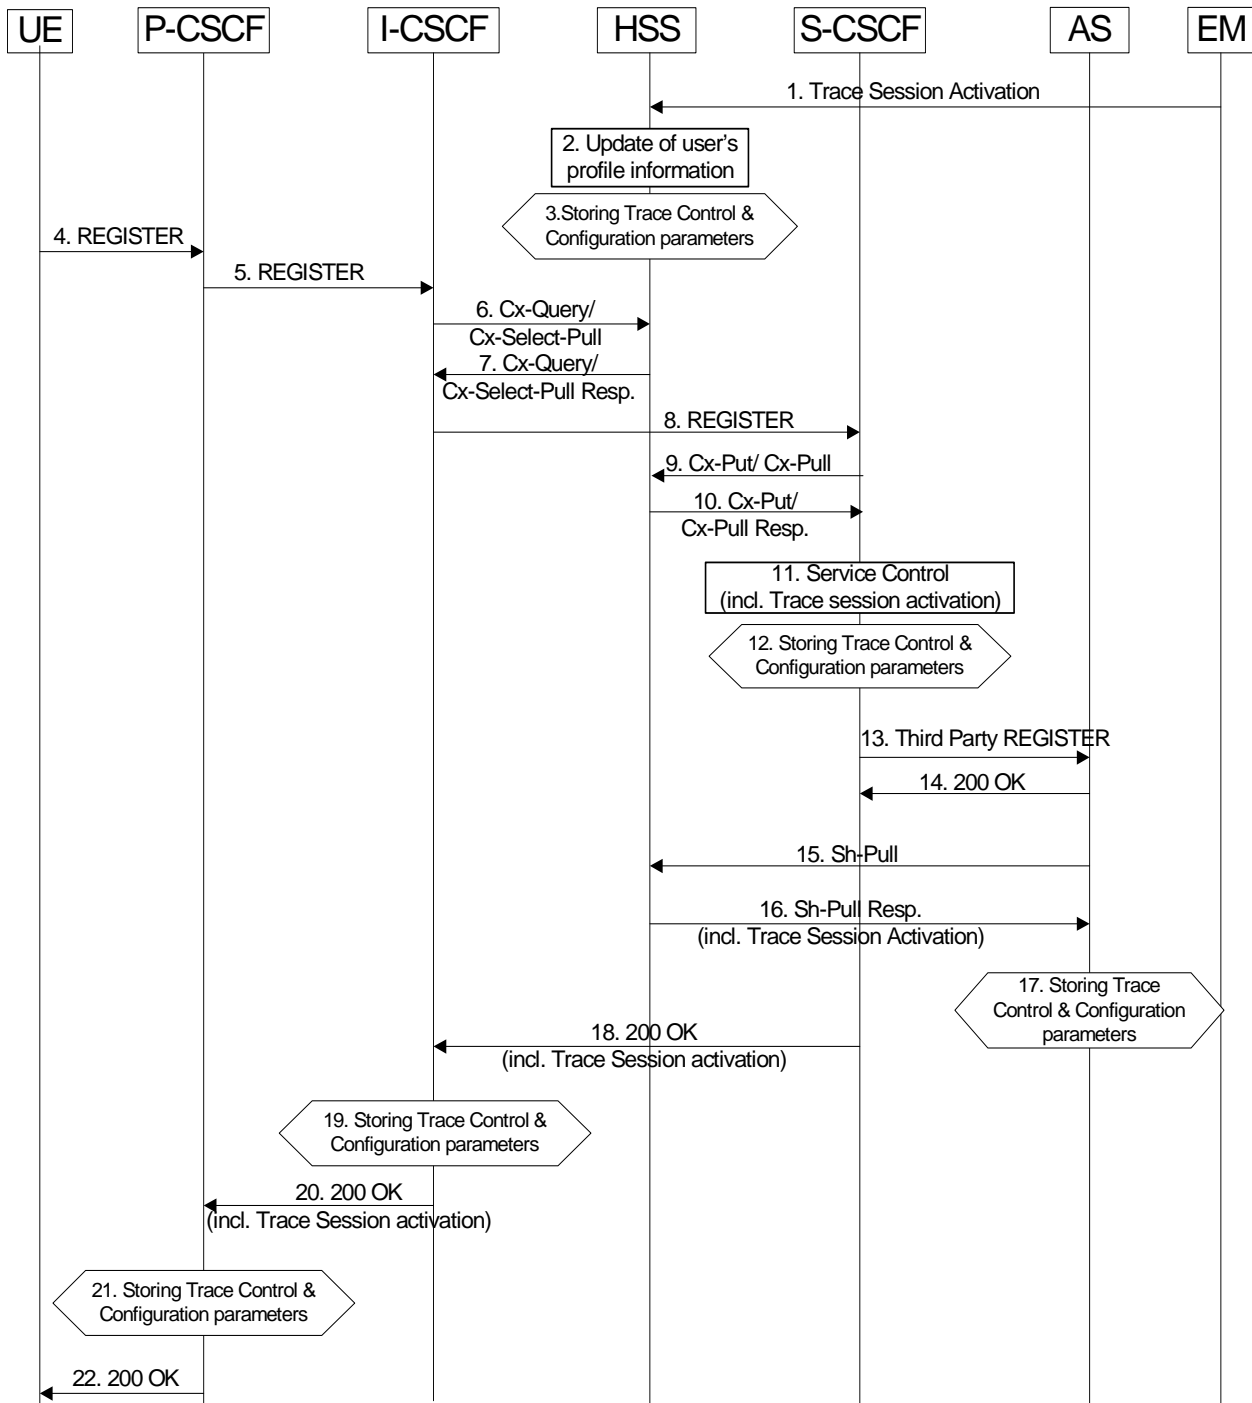 UE
P-CSCF
I-CSCF
HSS
S-CSCF
AS
EM
1. Trace Session Activation
2. Update of user's
profile information
3.Storing Trace Control &
Configuration parameters
4. REGISTER
5. REGISTER
6. Cx-Query/
Cx-Select-Pull
7. Cx-Query/
Cx-Select-Pull Resp.
8. REGISTER
9. Cx-Put/ Cx-Pull
10. Cx-Put/
Cx-Pull Resp.
11. Service Control
(incl. Trace session activation)
12. Storing Trace Control &
Configuration parameters
13. Third Party REGISTER
14. 200 OK
15. Sh-Pull
16. Sh-Pull Resp.
(incl. Trace Session Activation)
17. Storing Trace
Control & Configuration
parameters
18. 200 OK
(incl. Trace Session activation)
19. Storing Trace Control &
Configuration parameters
20. 200 OK
(incl. Trace Session activation)
21. Storing Trace Control &
Configuration parameters
22. 200 OK